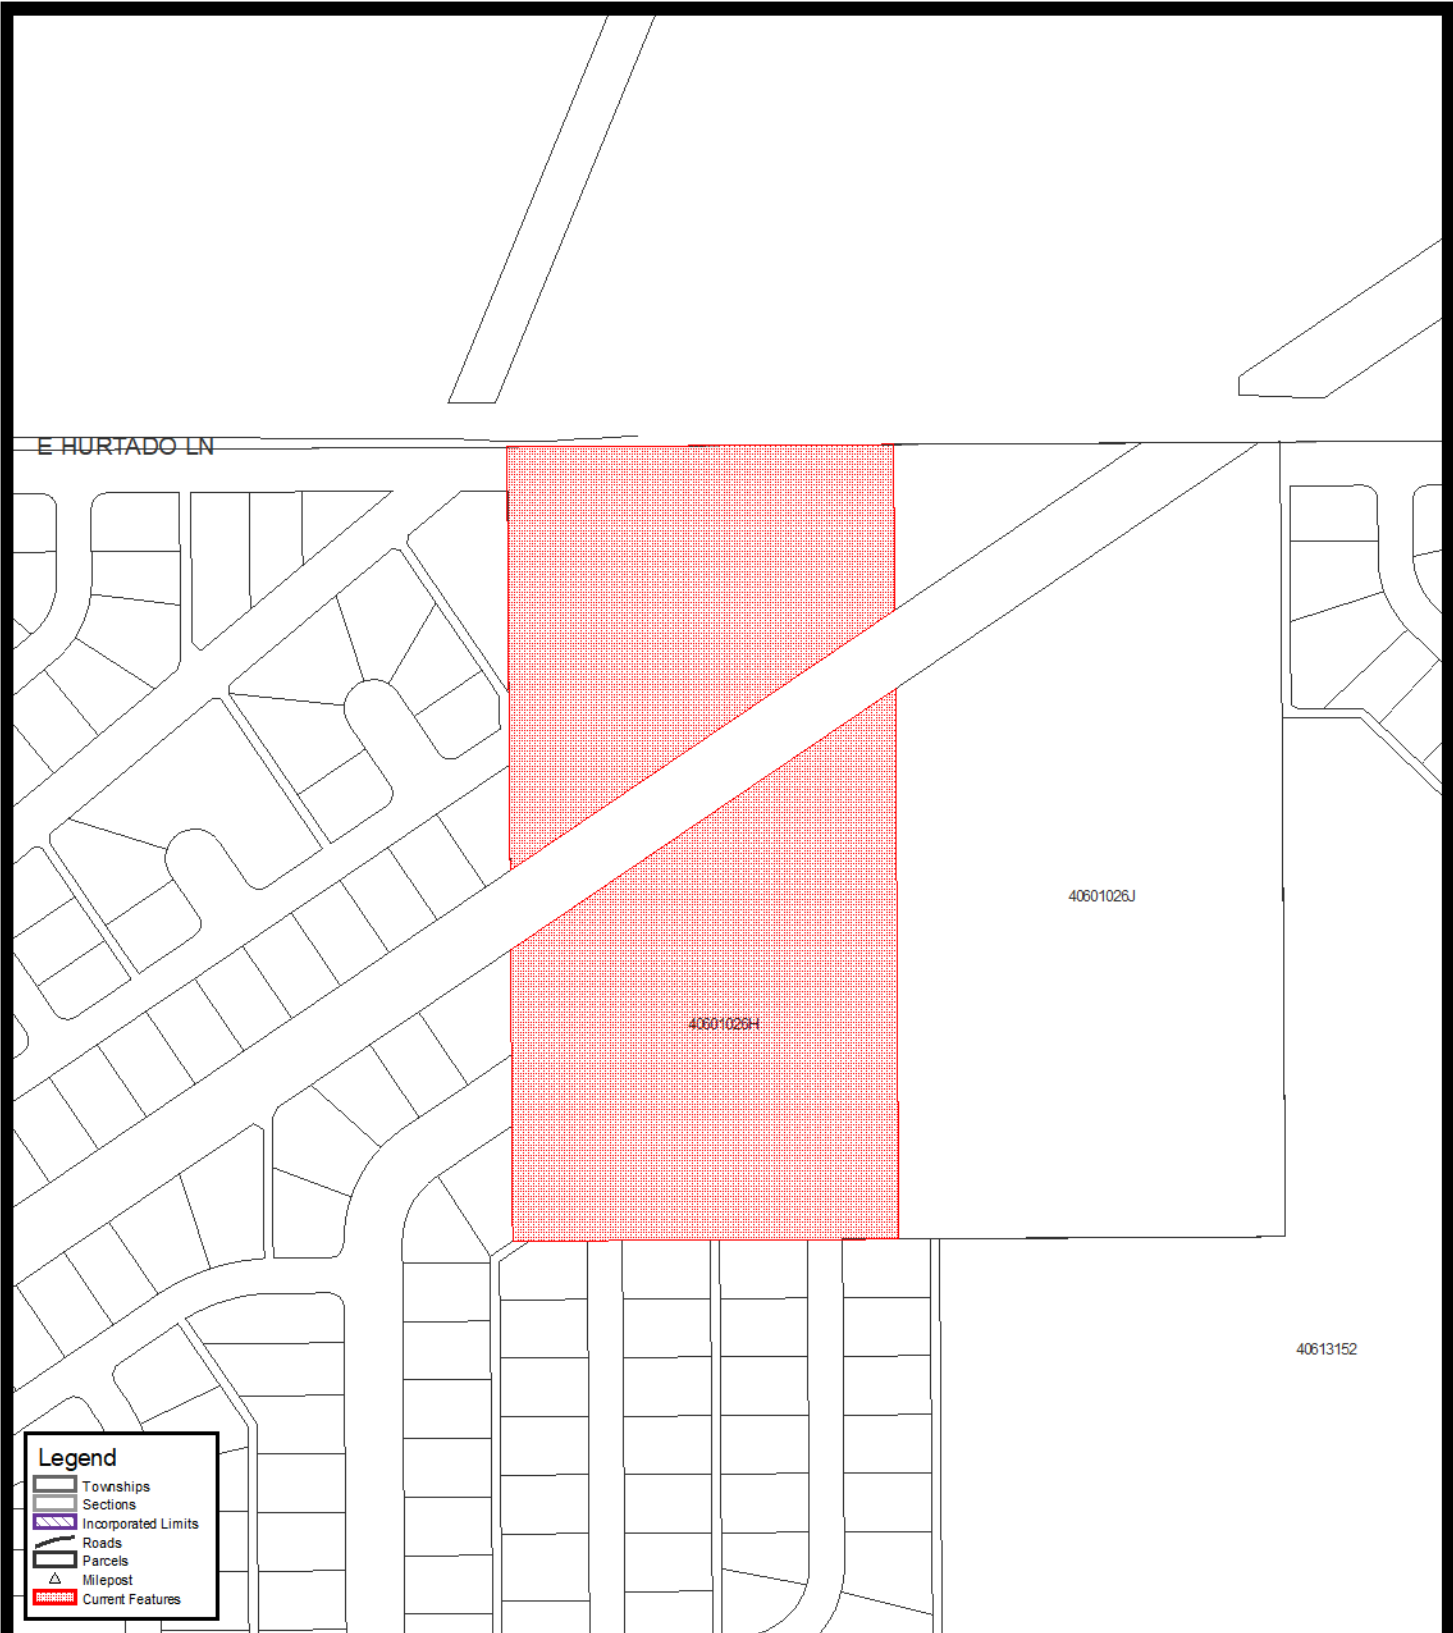 E HURTADO LN
40601026J
40601026H
40613152
Legend
Townships
Sections
Incorporated Limits
Roads
Parcels
Milepost
Current Features